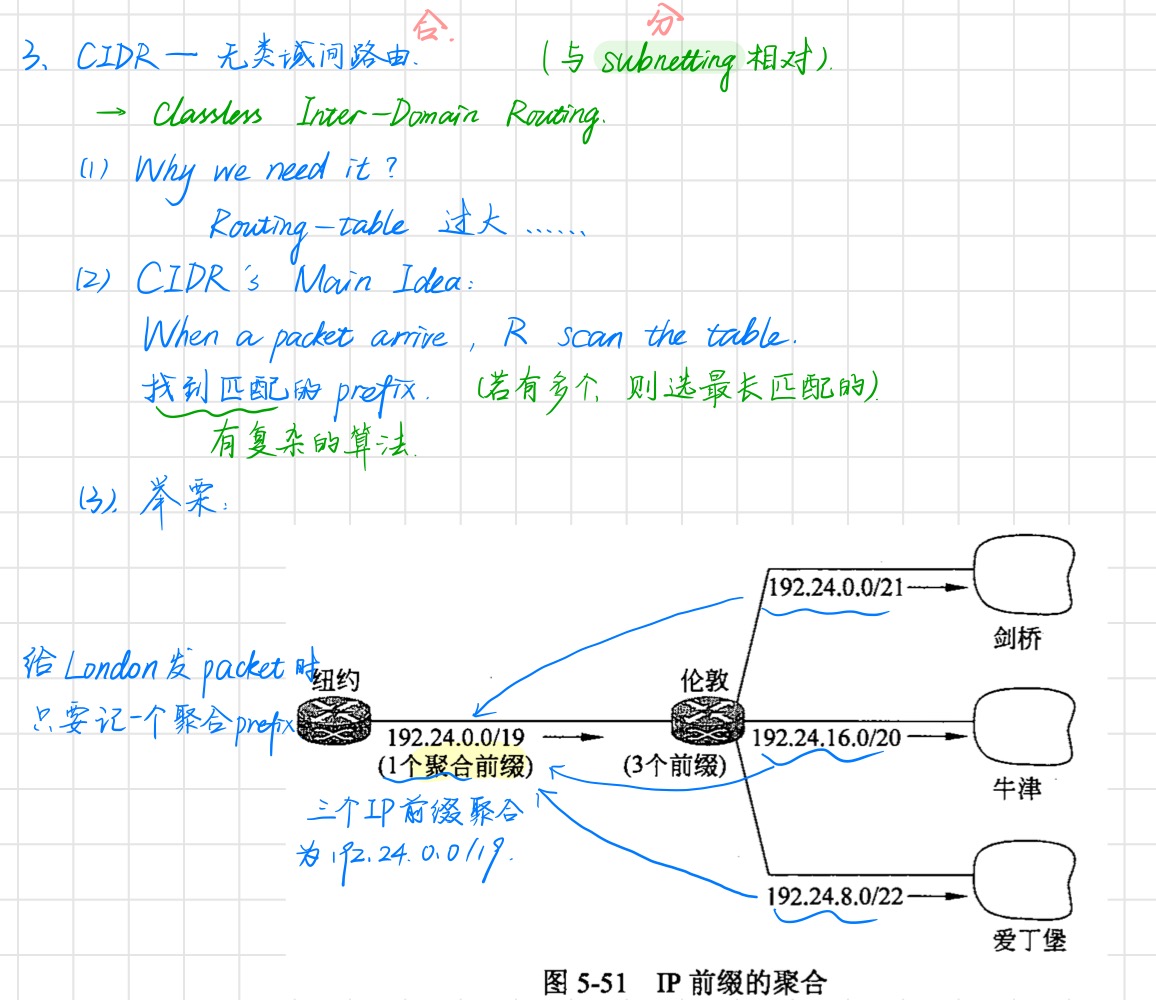 合.
分
3、CIDR — 无类域间路由. (与 subnetting 相对).
→ Classless Inter-Domain Routing.
(1) Why we need it?
Routing-table 过大 ……
(2) CIDR's Main Idea:
When a packet arrive, R scan the table.
找到匹配的 prefix. (若有多个, 则选最长匹配的)
有复杂的算法.
(3). 举栗:
192.24.0.0/21
剑桥
给 London 发 packet 时
只要记一个聚合 prefix
纽约
伦敦
192.24.0.0/19
(1个聚合前缀)
(3个前缀)
192.24.16.0/20
牛津
三个IP前缀聚合
为 192.24.0.0/19.
192.24.8.0/22
爱丁堡
图 5-51 IP 前缀的聚合